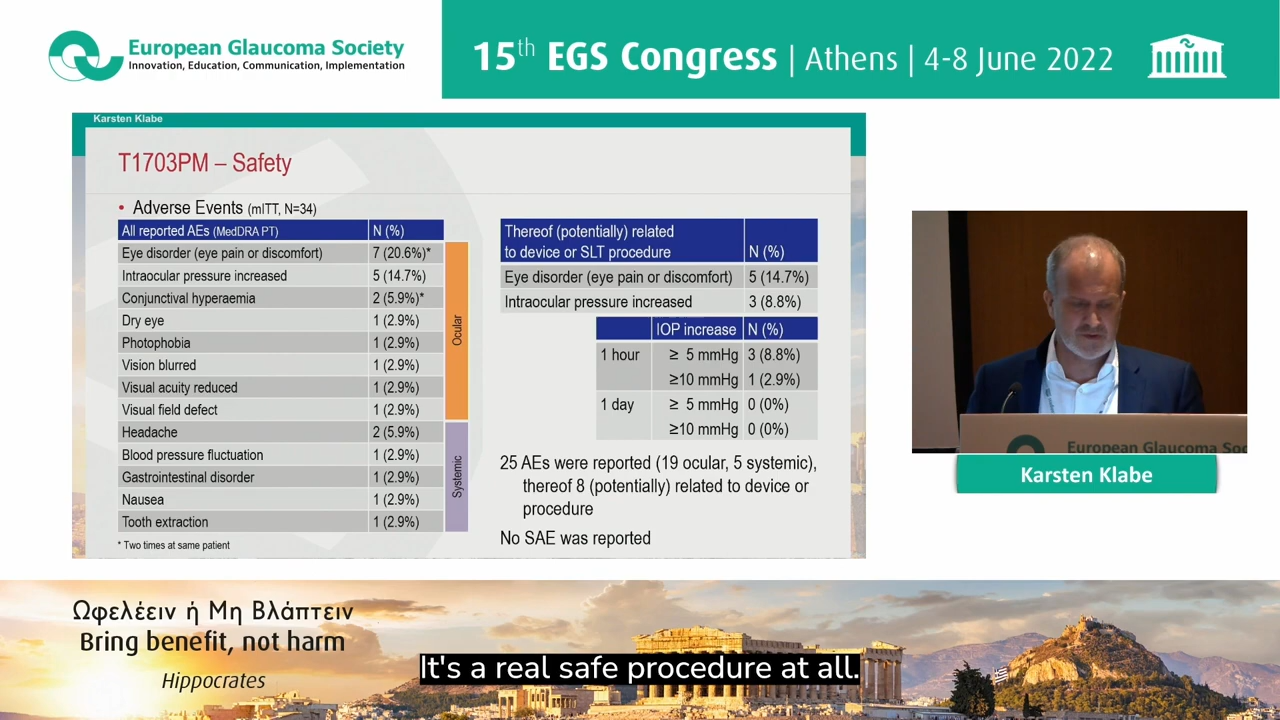 European Glaucoma Society
Innovation, Education, Communication, Implementation
15th EGS Congress | Athens | 4-8 June 2022
Karsten Klabe
T1703PM – Safety
• Adverse Events (mITT, N=34)
All reported AEs (MedDRA PT) N (%)
Eye disorder (eye pain or discomfort) 7 (20.6%)*
Intraocular pressure increased 5 (14.7%)
Conjunctival hyperaemia 2 (5.9%)*
Dry eye 1 (2.9%)
Photophobia 1 (2.9%)
Vision blurred 1 (2.9%)
Visual acuity reduced 1 (2.9%)
Visual field defect 1 (2.9%)
Headache 2 (5.9%)
Blood pressure fluctuation 1 (2.9%)
Gastrointestinal disorder 1 (2.9%)
Nausea 1 (2.9%)
Tooth extraction 1 (2.9%)
Ocular
Systemic
* Two times at same patient
Thereof (potentially) related
to device or SLT procedure N (%)
Eye disorder (eye pain or discomfort) 5 (14.7%)
Intraocular pressure increased 3 (8.8%)
IOP increase N (%)
1 hour ≥ 5 mmHg 3 (8.8%)
≥10 mmHg 1 (2.9%)
1 day ≥ 5 mmHg 0 (0%)
≥10 mmHg 0 (0%)
25 AEs were reported (19 ocular, 5 systemic),
thereof 8 (potentially) related to device or
procedure
No SAE was reported
European Glaucoma Soc
Karsten Klabe
Ωφελέειν ή Μη Βλάπτειν
Bring benefit, not harm
Hippocrates
It's a real safe procedure at all.